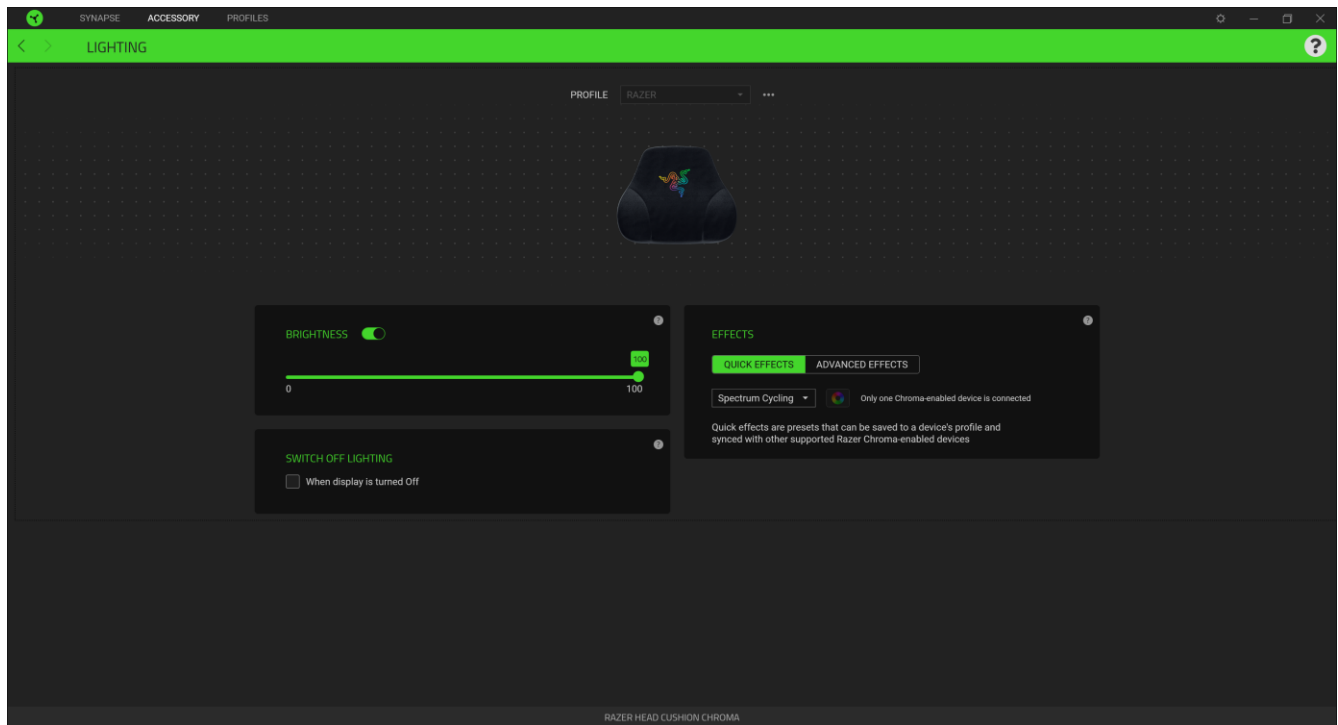 SYNAPSE ACCESSORY PROFILES
LIGHTING
?
PROFILE RAZER
BRIGHTNESS
?
100
0 100
SWITCH OFF LIGHTING
?
When display is turned Off
EFFECTS
?
QUICK EFFECTS ADVANCED EFFECTS
Spectrum Cycling Only one Chroma-enabled device is connected
Quick effects are presets that can be saved to a device's profile and
synced with other supported Razer Chroma-enabled devices
RAZER HEAD CUSHION CHROMA